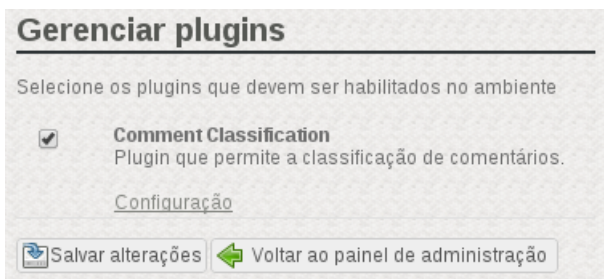 Gerenciar plugins
Selecione os plugins que devem ser habilitados no ambiente
Comment Classification
Plugin que permite a classificação de comentários.
Configuração
Salvar alterações
Voltar ao painel de administração